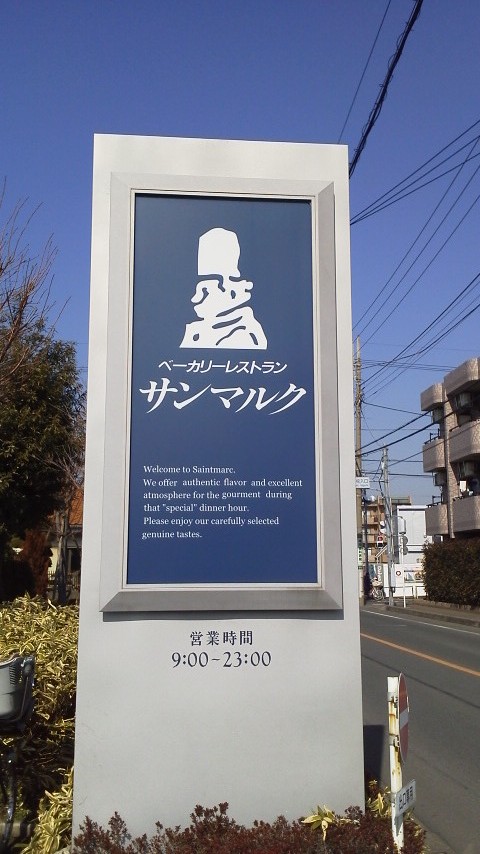 ベーカリーレストラン
サンマルク
Welcome to Saintmarc.
We offer authentic flavor and excellent
atmosphere for the gourment during
that "special" dinner hour.
Please enjoy our carefully selected
genuine tastes.
営業時間
9:00-23:00